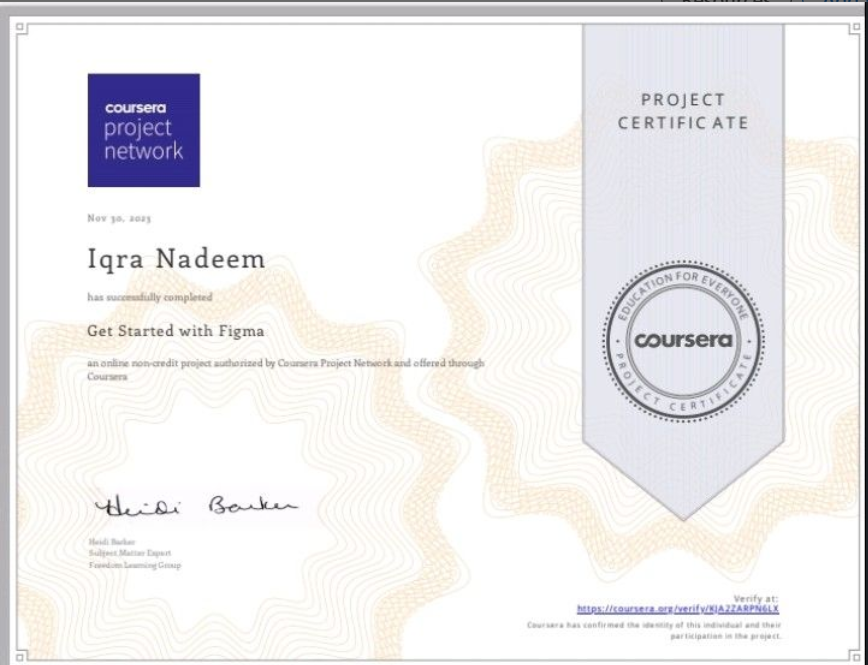 coursera
project
network
PROJECT
CERTIFICATE
Nov 30, 2023
Iqra Nadeem
has successfully completed
Get Started with Figma
an online non-credit project authorized by Coursera Project Network and offered through
Coursera
EDUCATION FOR EVERYONE
coursera
PROJECT CERTIFICATE
Heidi Barker
Heidi Barker
Subject Matter Expert
Freedom Learning Group
Verify at:
https://coursera.org/verify/KJA2ZARPN6LX
Coursera has confirmed the identity of this individual and their
participation in the project.